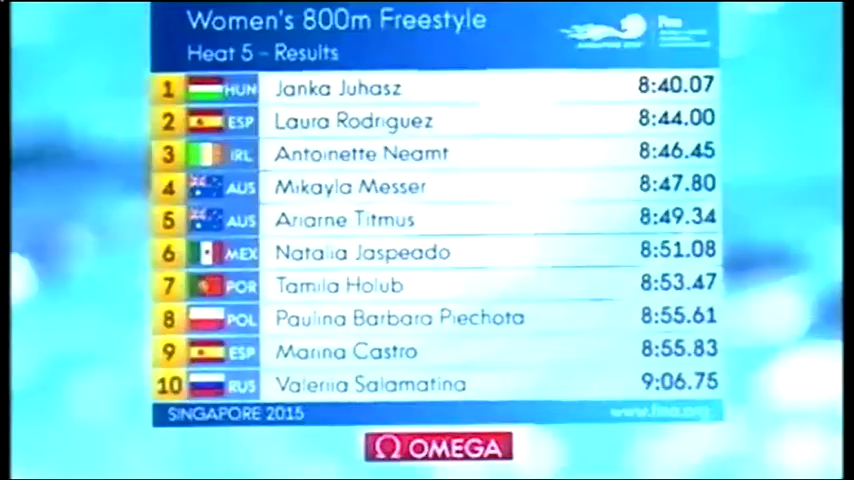 Women's 800m Freestyle
Heat 5 - Results
fina
1 HUN Janka Juhasz 8:40.07
2 ESP Laura Rodriguez 8:44.00
3 IRL Antoinette Neamt 8:46.45
4 AUS Mikayla Messer 8:47.80
5 AUS Ariarne Titmus 8:49.34
6 MEX Natalia Jaspeado 8:51.08
7 POR Tamila Holub 8:53.47
8 POL Paulina Barbara Piechota 8:55.61
9 ESP Marina Castro 8:55.83
10 RUS Valeriia Salamatina 9:06.75
SINGAPORE 2015 www.fina.org
Ω OMEGA